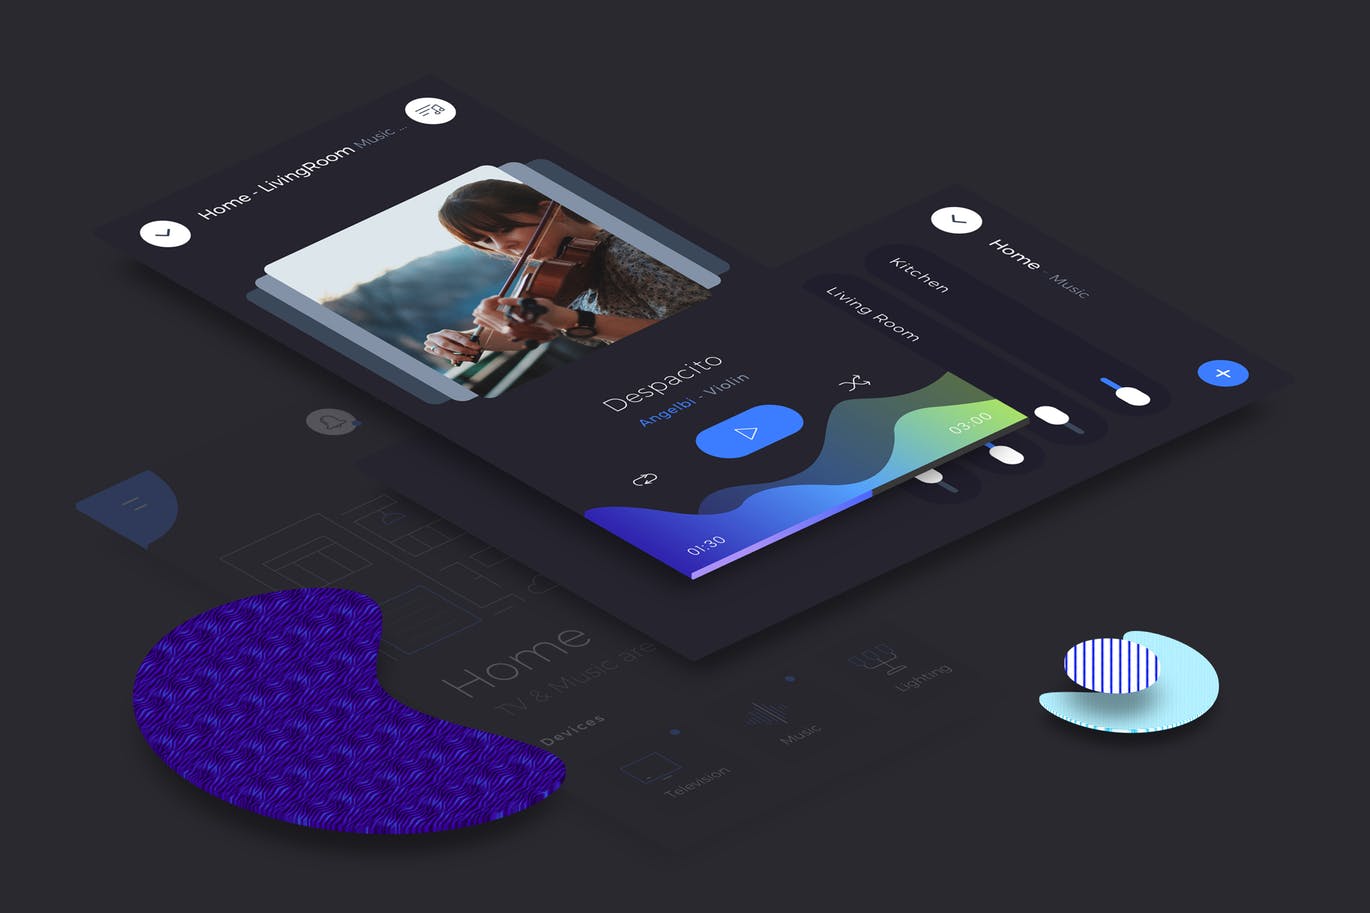 Home - LivingRoom Music ...
Despacito
Angelbi - Violin
01:30
03:00
Home - Music
Kitchen
Living Room
Home
TV & Music are
Devices
Television
Music
Lighting